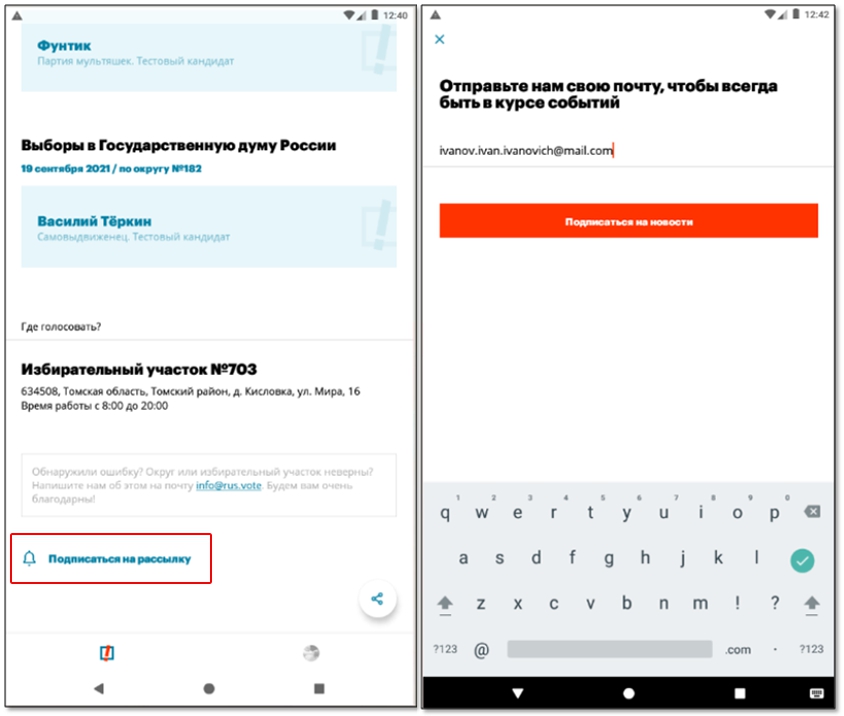 12:40
Фунтик
Партия мультяшек. Тестовый кандидат
Выборы в Государственную думу России
19 сентября 2021 / по округу №182
Василий Тёркин
Самовыдвиженец. Тестовый кандидат
Где голосовать?
Избирательный участок №703
634508, Томская область, Томский район, д. Кисловка, ул. Мира, 16
Время работы с 8:00 до 20:00
Обнаружили ошибку? Округ или избирательный участок неверны?
Напишите нам об этом на почту info@rus.vote. Будем вам очень
благодарны!
Подписаться на рассылку
12:42
Отправьте нам свою почту, чтобы всегда
быть в курсе событий
ivanov.ivan.ivanovich@mail.com
Подписаться на новости
1 2 3 4 5 6 7 8 9 0
q w e r t y u i o p
a s d f g h j k l
z x c v b n m ! ?
?123 @ .com . ?123